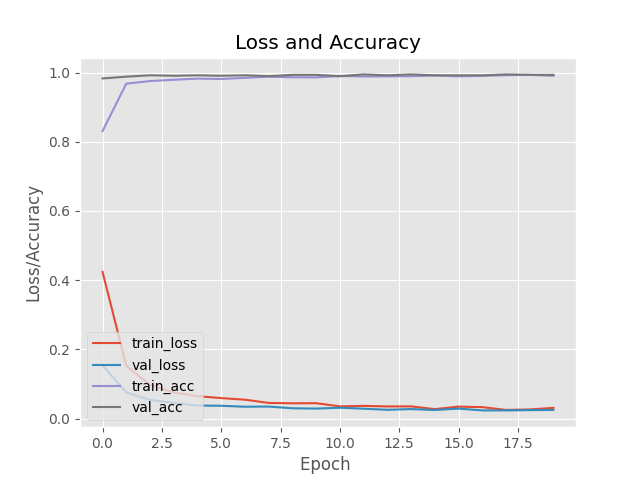 Loss and Accuracy
1.0
0.8
0.6
0.4
0.2
0.0
Loss/Accuracy
train_loss
val_loss
train_acc
val_acc
0.0 2.5 5.0 7.5 10.0 12.5 15.0 17.5
Epoch